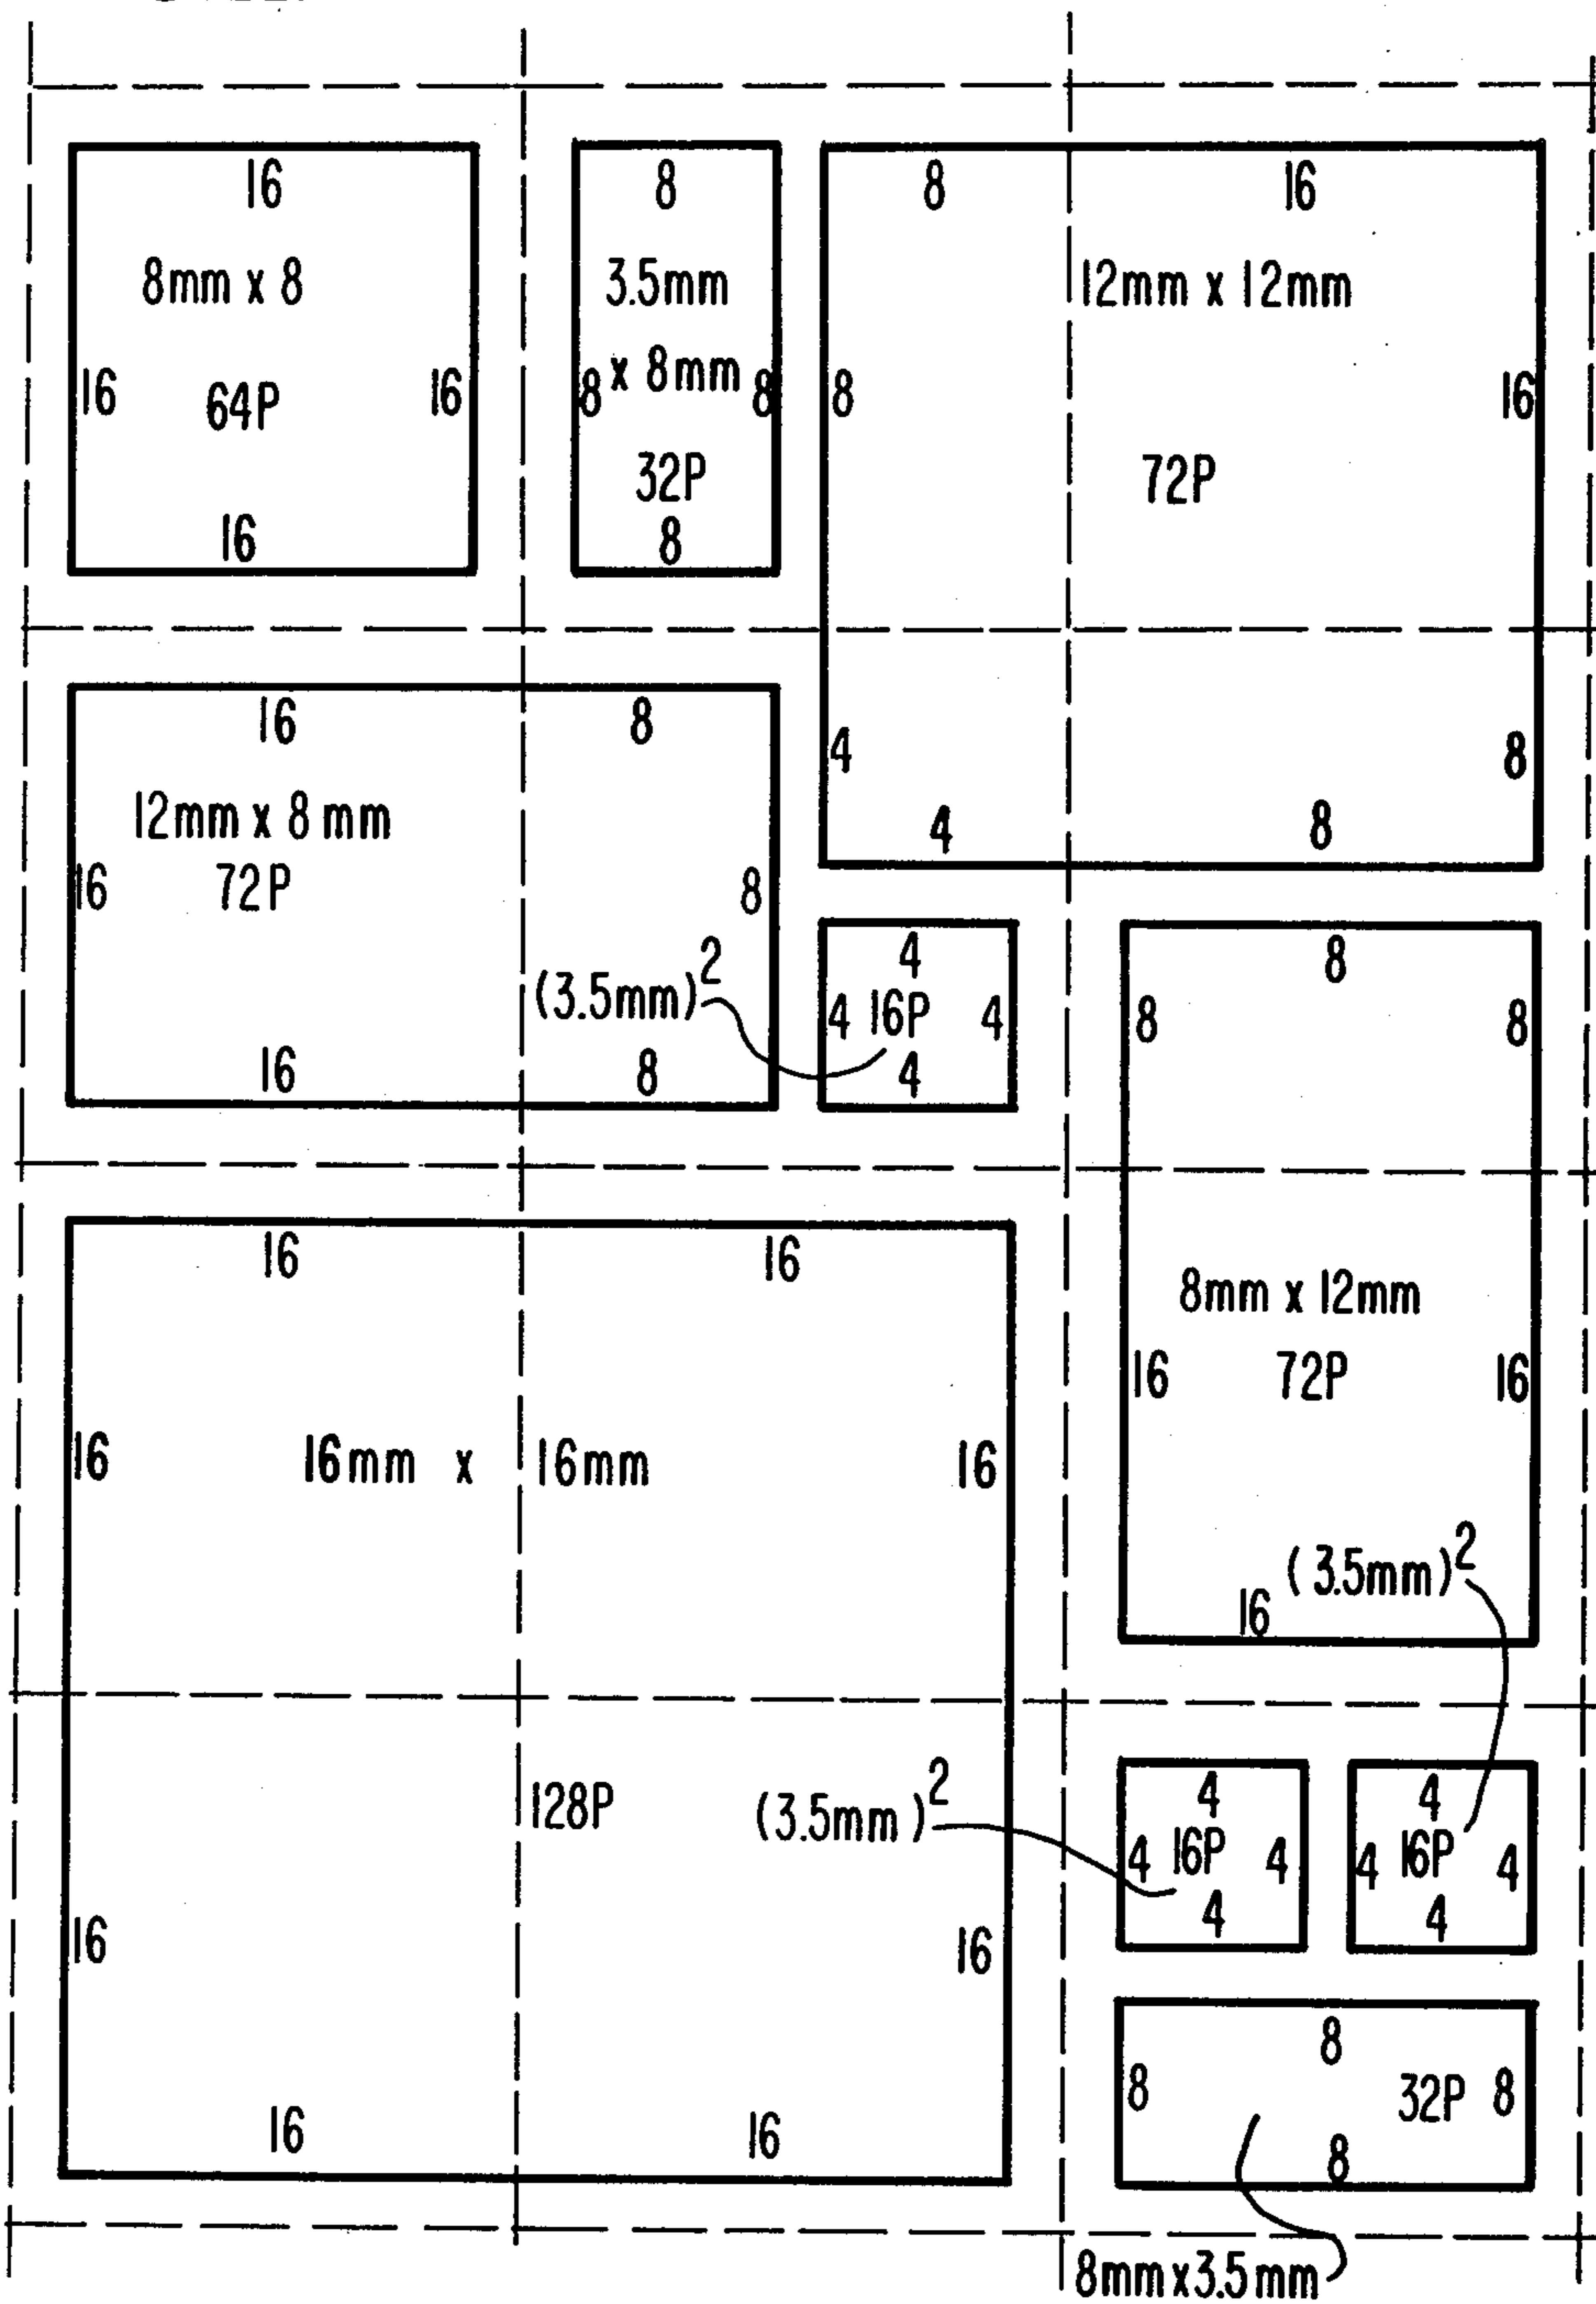 16 8 8 16
8mm x 8 3.5mm 12mm x 12mm
x 8mm
16 64P 16 8 8 8 16
32P 72P
16 8
16 8 4 8
12mm x 8 mm 4 8
16 72P 8
(3.5mm)2 4 8
4 16P 4 8 8
16 8 4
16 16
8mm x 12mm
16 72P 16
16 16mm x 16mm 16
(3.5mm)2
16
128P (3.5mm)2 4 4
4 16P 4 4 16P 4
4 4
16 16
8
8 32P 8
16 16 8
8mmx3.5mm